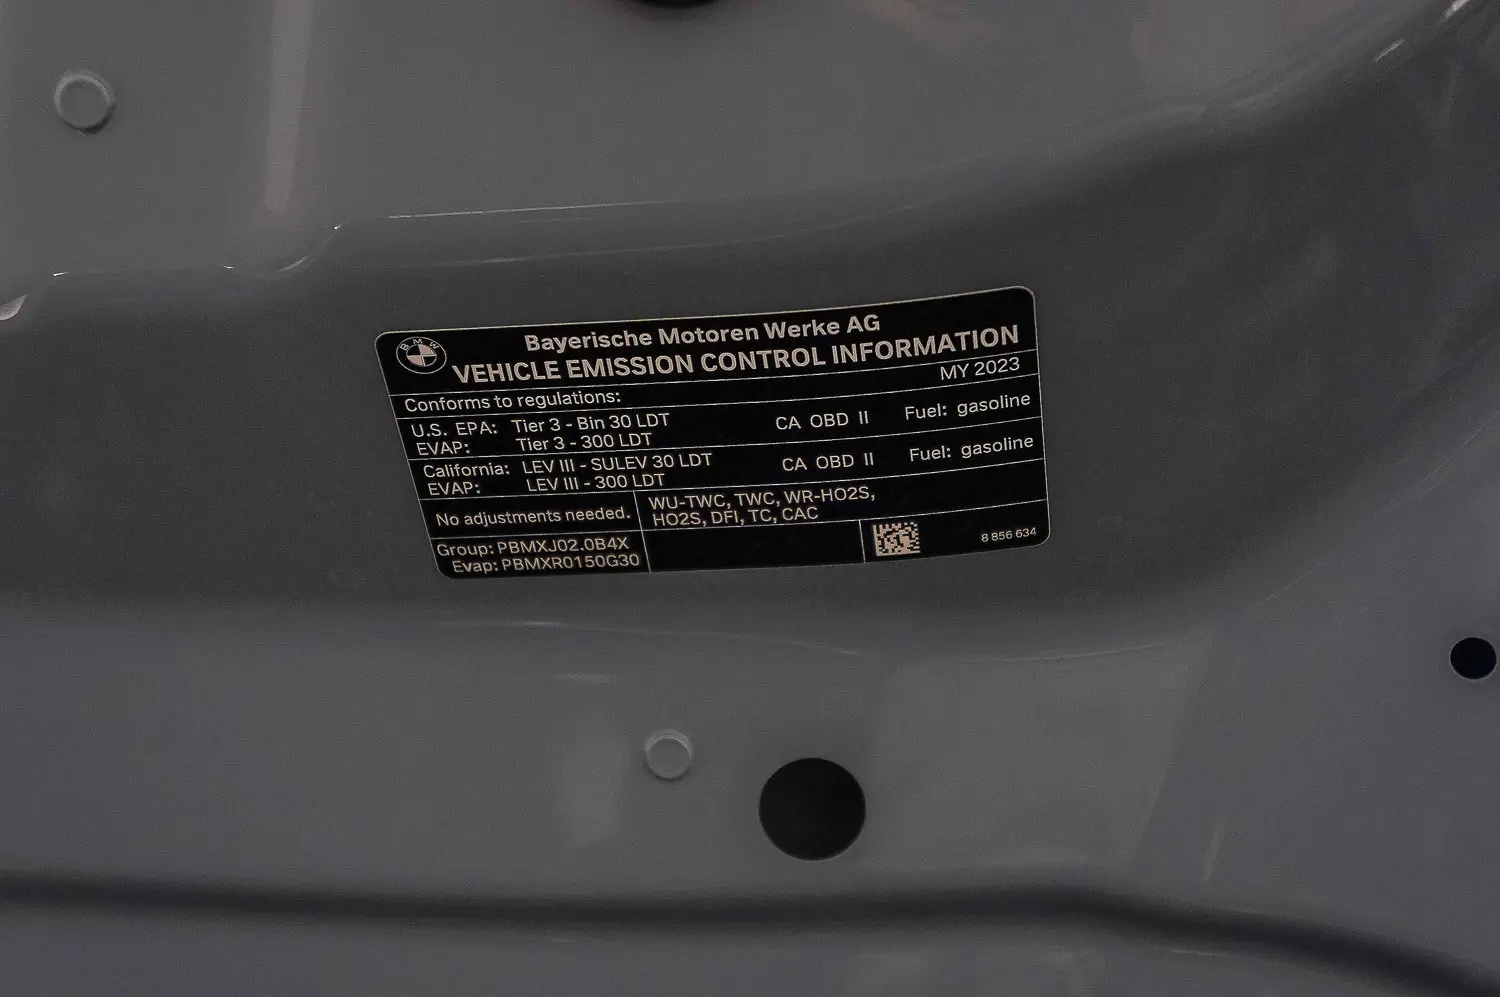 BMW
Bayerische Motoren Werke AG
VEHICLE EMISSION CONTROL INFORMATION
MY 2023
Conforms to regulations:
U.S. EPA: Tier 3 - Bin 30 LDT CA OBD II Fuel: gasoline
EVAP: Tier 3 - 300 LDT
California: LEV III - SULEV 30 LDT CA OBD II Fuel: gasoline
EVAP: LEV III - 300 LDT
No adjustments needed.
WU-TWC, TWC, WR-HO2S,
HO2S, DFI, TC, CAC
Group: PBMXJ02.0B4X
Evap: PBMXR0150G30
8 856 634